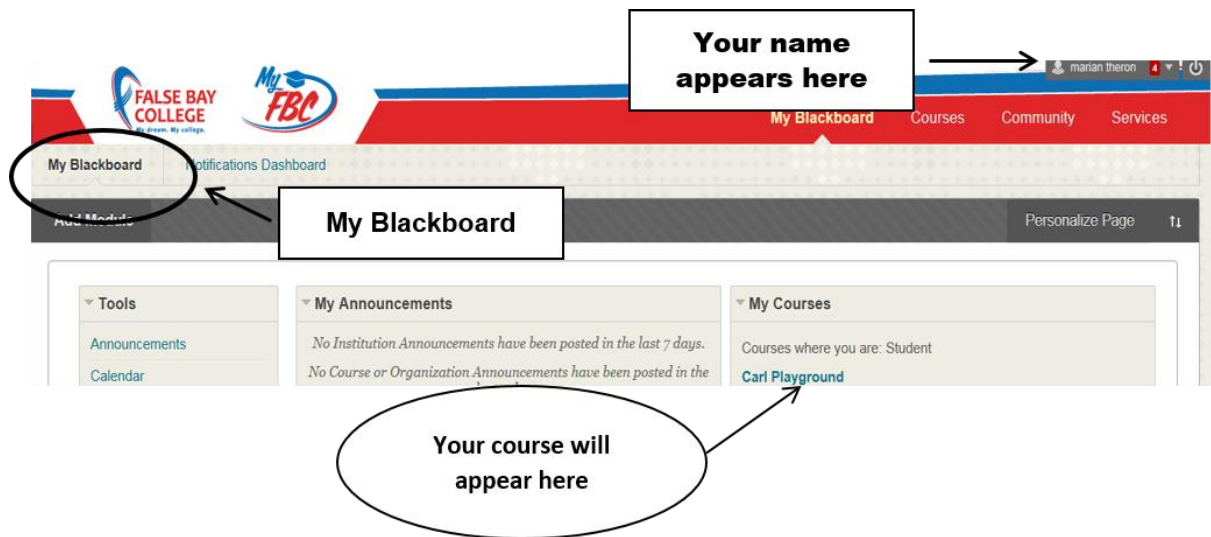 Your name
appears here
marian theron 4
FALSE BAY
COLLEGE
My dream. My college.
My
FBC
My Blackboard Courses Community Services
My Blackboard Notifications Dashboard
My Blackboard
Add Module
Personalize Page
Tools
Announcements
Calendar
My Announcements
No Institution Announcements have been posted in the last 7 days.
No Course or Organization Announcements have been posted in the
My Courses
Courses where you are: Student
Carl Playground
Your course will
appear here